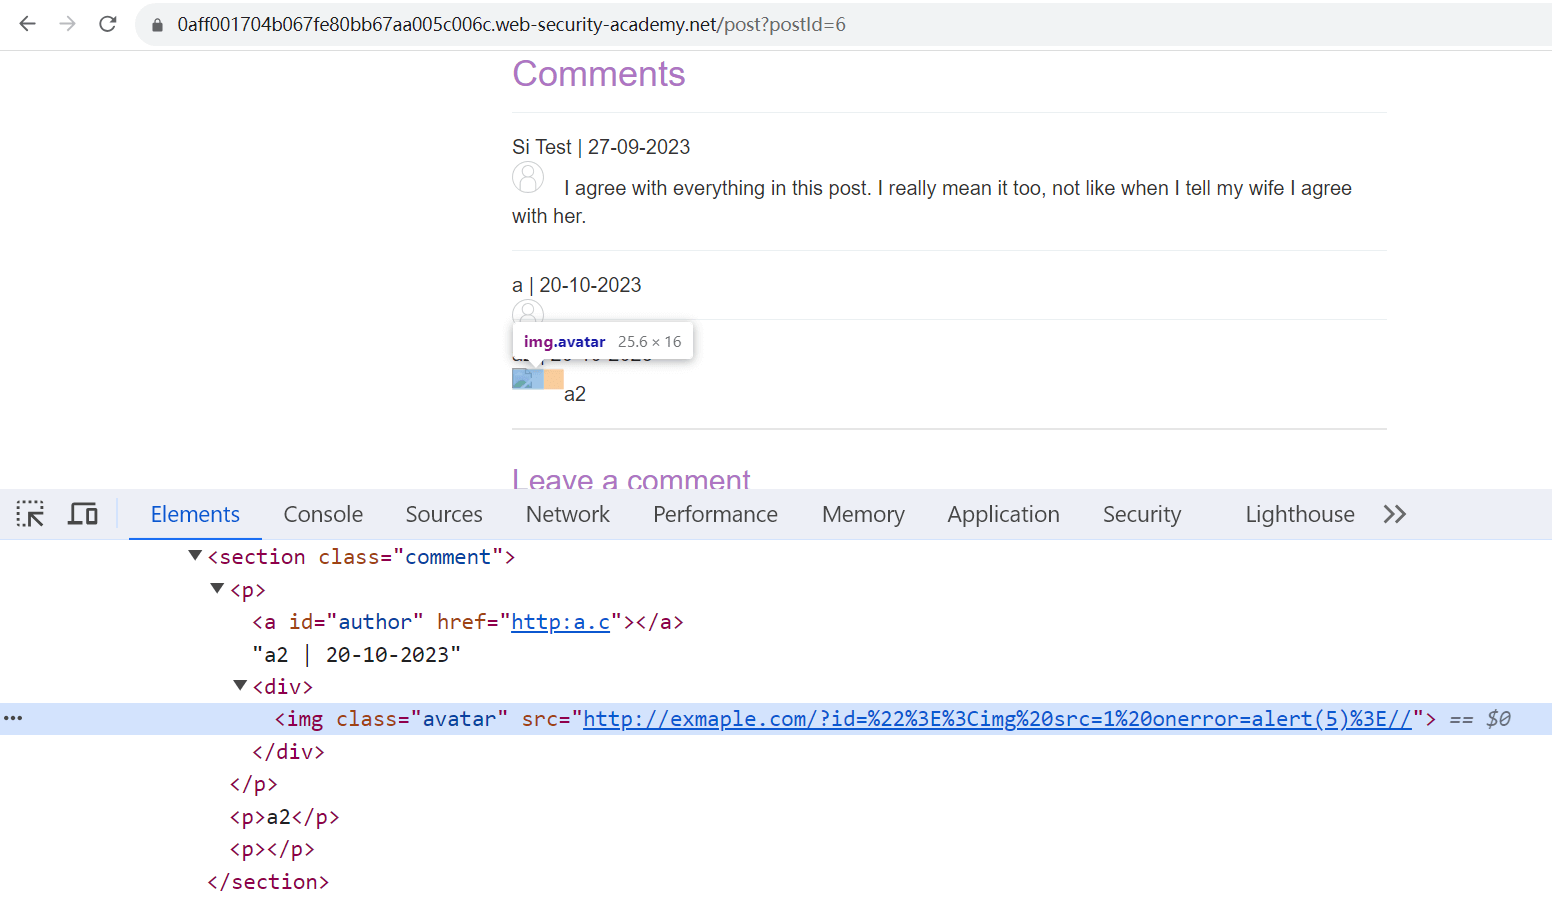 0aff001704b067fe80bb67aa005c006c.web-security-academy.net/post?postId=6
Comments
Si Test | 27-09-2023
I agree with everything in this post. I really mean it too, not like when I tell my wife I agree
with her.
a | 20-10-2023
img.avatar 25.6 × 16
a2
Leave a comment
Elements Console Sources Network Performance Memory Application Security Lighthouse
<section class="comment">
<p>
<a id="author" href="http:a.c"></a>
"a2 | 20-10-2023"
<div>
<img class="avatar" src="http://exmaple.com/?id=%22%3E%3Cimg%20src=1%20onerror=alert(5)%3E//"> == $0
</div>
</p>
<p>a2</p>
<p></p>
</section>